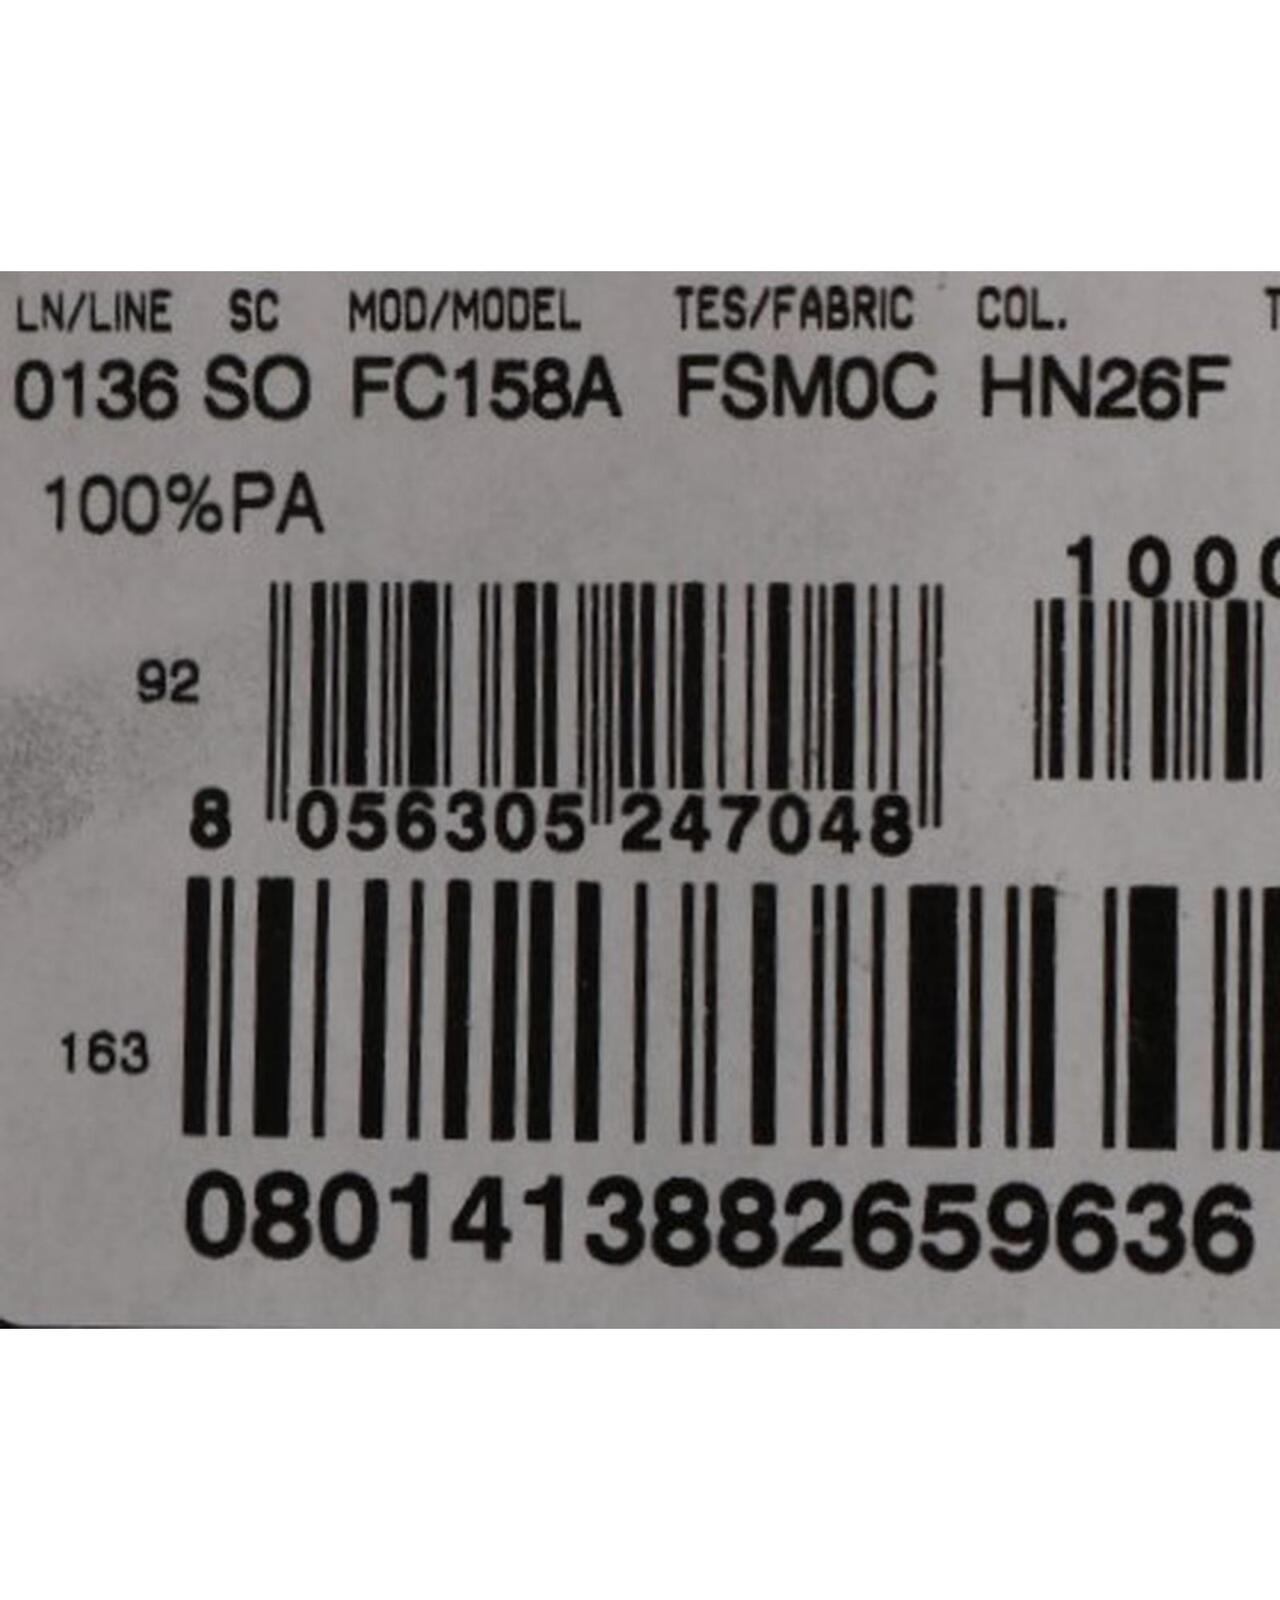 LN/LINE SC MOD/MODEL TES/FABRIC COL.
0136 SO FC158A FSM0C HN26F
100%PA
1000
92
8 056305 247048
163
0801413882659636